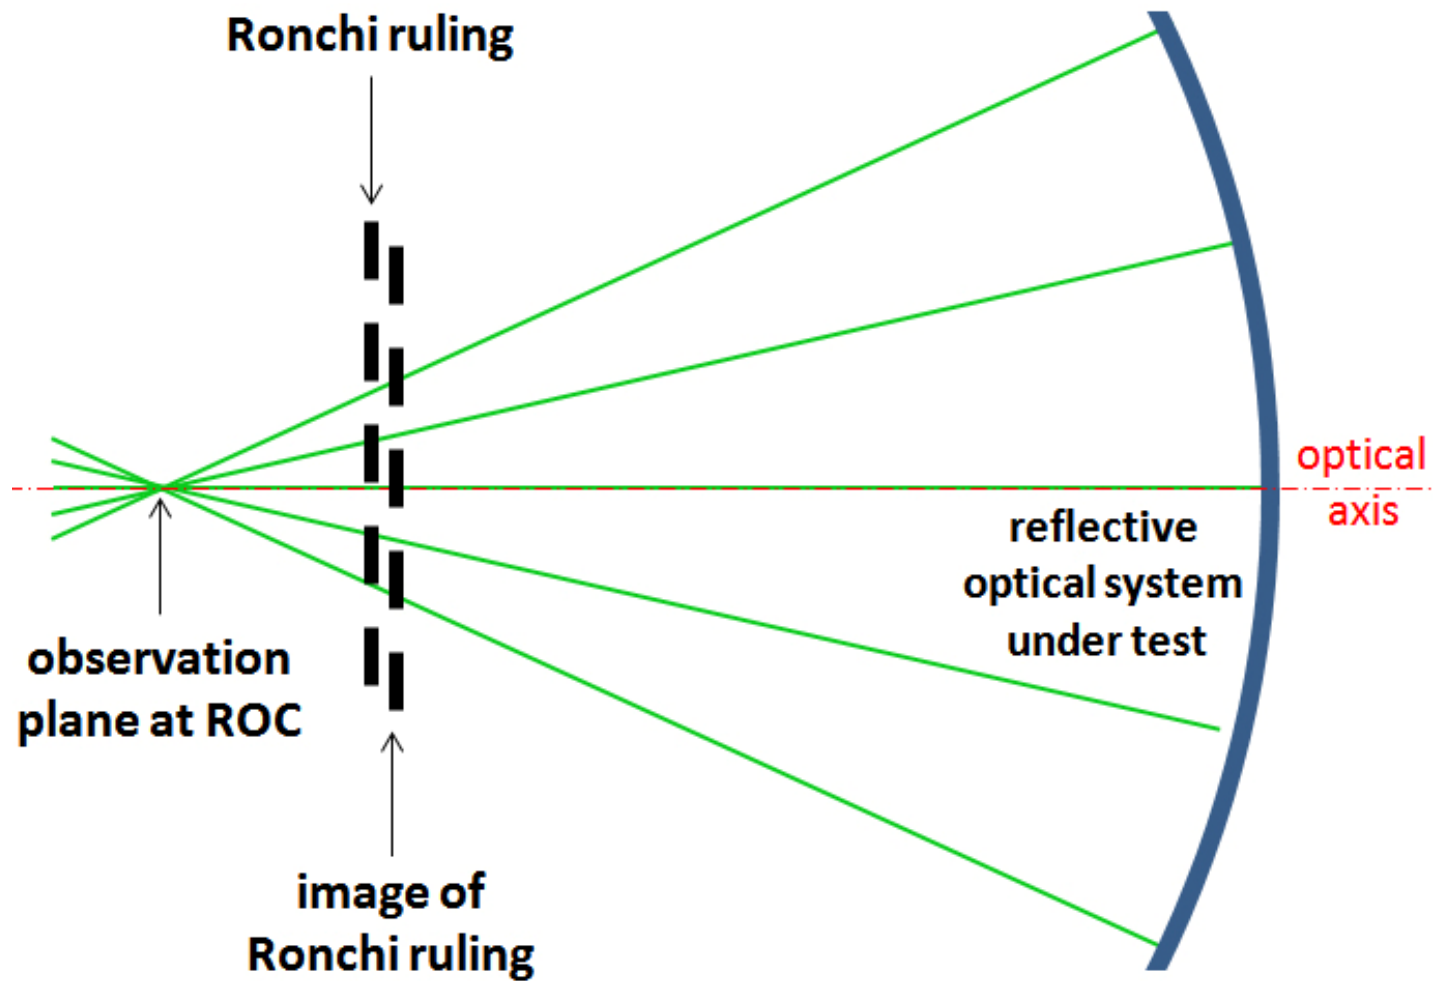 Ronchi ruling
optical
axis
reflective
optical system
under test
observation
plane at ROC
image of
Ronchi ruling